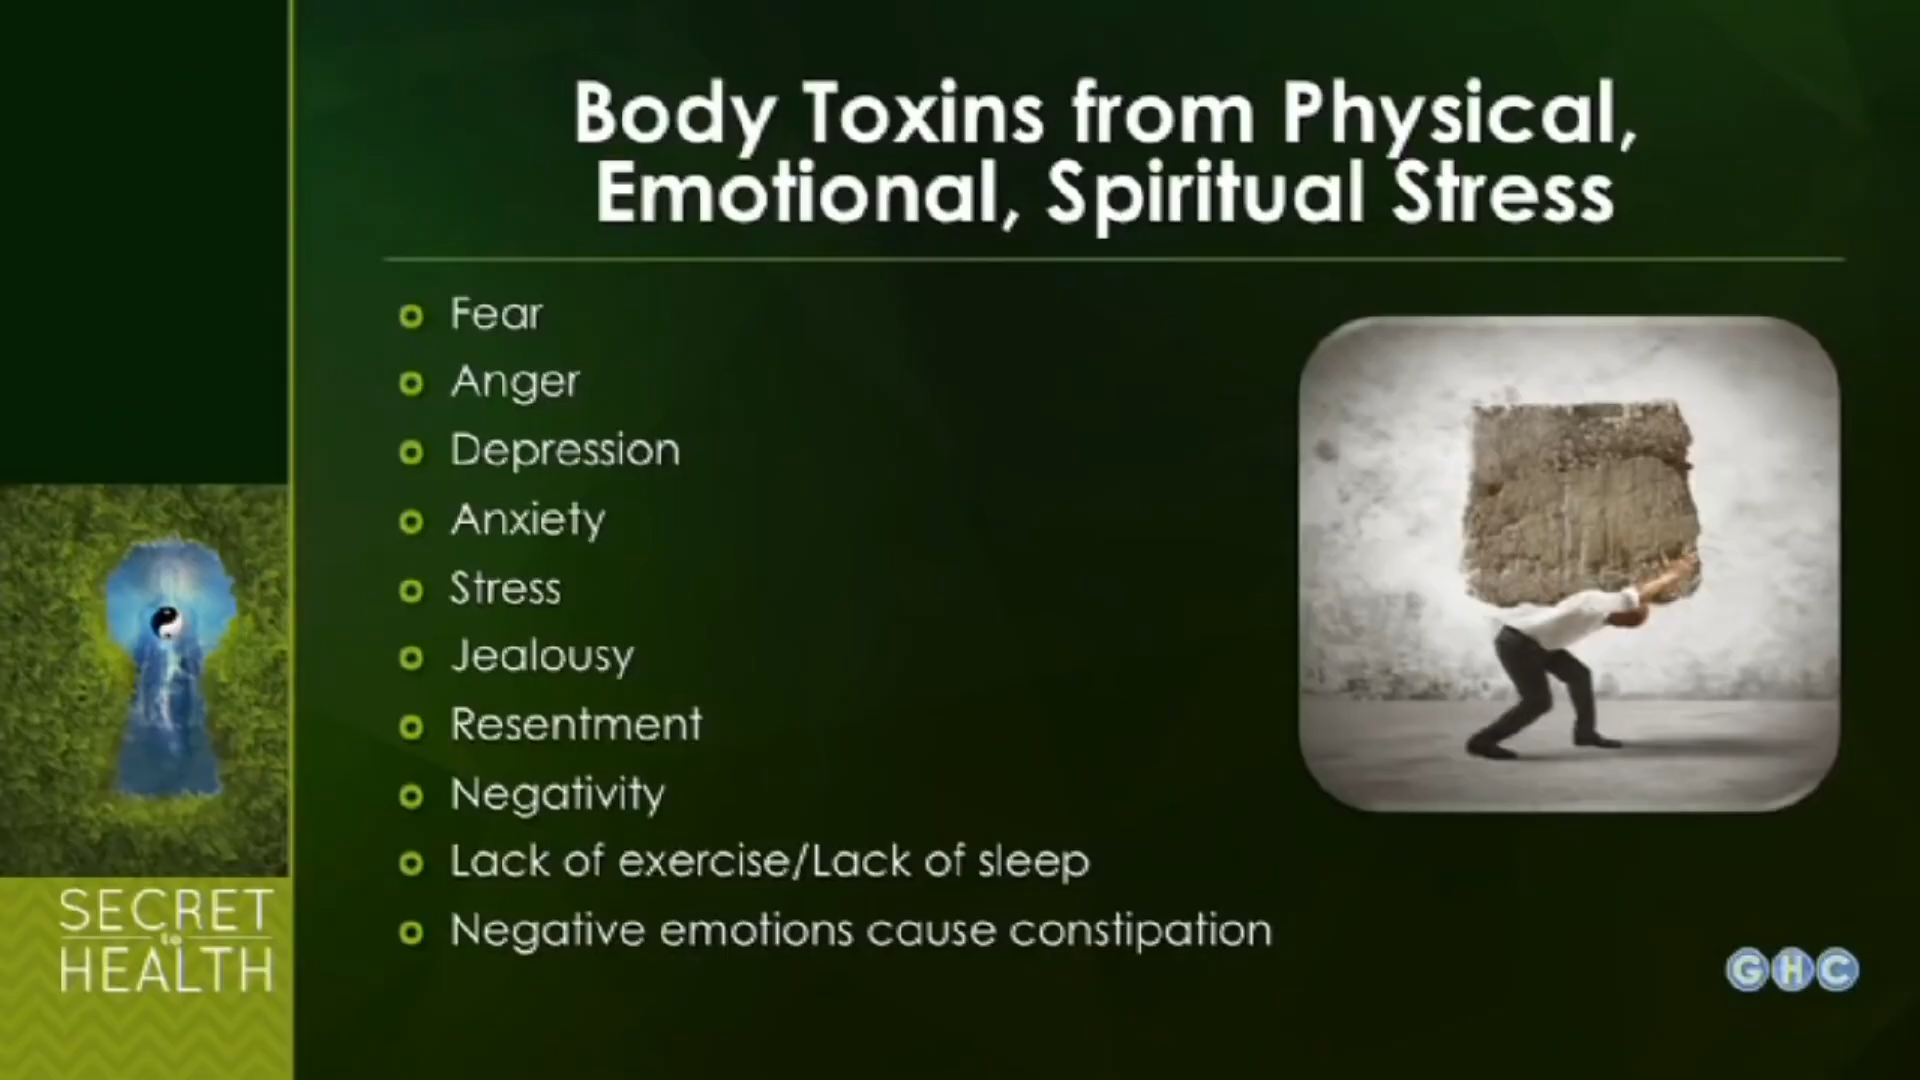 Body Toxins from Physical,
Emotional, Spiritual Stress
Fear
Anger
Depression
Anxiety
Stress
Jealousy
Resentment
Negativity
Lack of exercise/Lack of sleep
Negative emotions cause constipation
SECRET
to
HEALTH
GHC